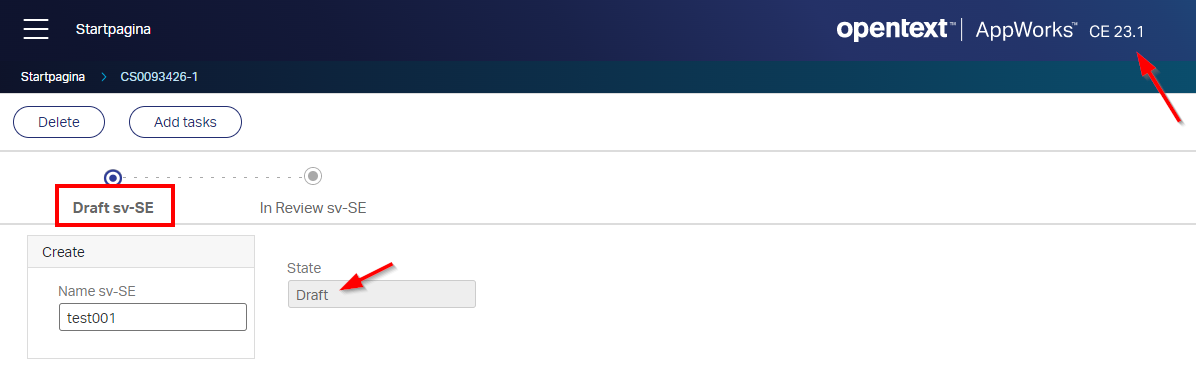 Startpagina
opentext™ | AppWorks™ CE 23.1
Startpagina > CS0093426-1
Delete
Add tasks
Draft sv-SE
In Review sv-SE
Create
Name sv-SE
test001
State
Draft